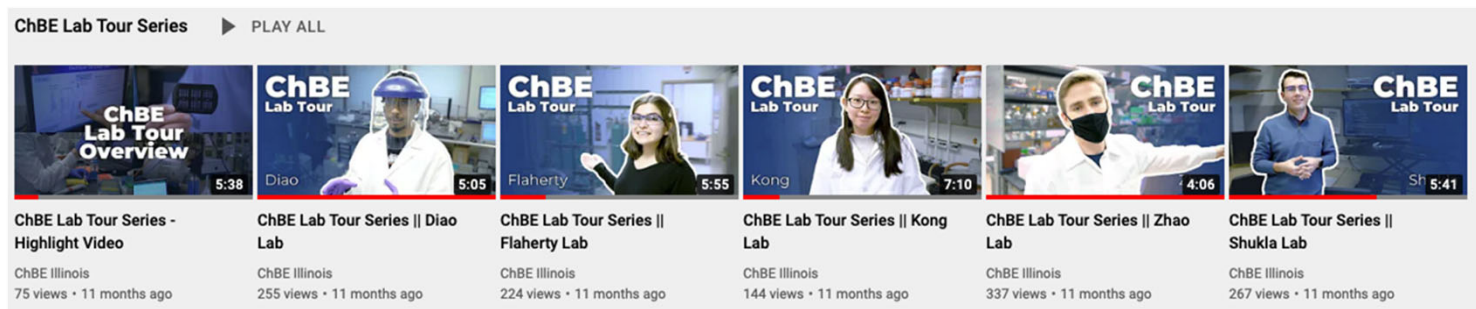 ChBE Lab Tour Series ▶ PLAY ALL
ChBE
Lab Tour
Overview
5:38
ChBE
Lab Tour
Diao
5:05
ChBE
Lab Tour
Flaherty
5:55
ChBE
Lab Tour
Kong
7:10
ChBE
Lab Tour
4:06
ChBE
Lab Tour
5:41
ChBE Lab Tour Series -
Highlight Video
ChBE Illinois
75 views • 11 months ago
ChBE Lab Tour Series || Diao
Lab
ChBE Illinois
255 views • 11 months ago
ChBE Lab Tour Series ||
Flaherty Lab
ChBE Illinois
224 views • 11 months ago
ChBE Lab Tour Series || Kong
Lab
ChBE Illinois
144 views • 11 months ago
ChBE Lab Tour Series || Zhao
Lab
ChBE Illinois
337 views • 11 months ago
ChBE Lab Tour Series ||
Shukla Lab
ChBE Illinois
267 views • 11 months ago